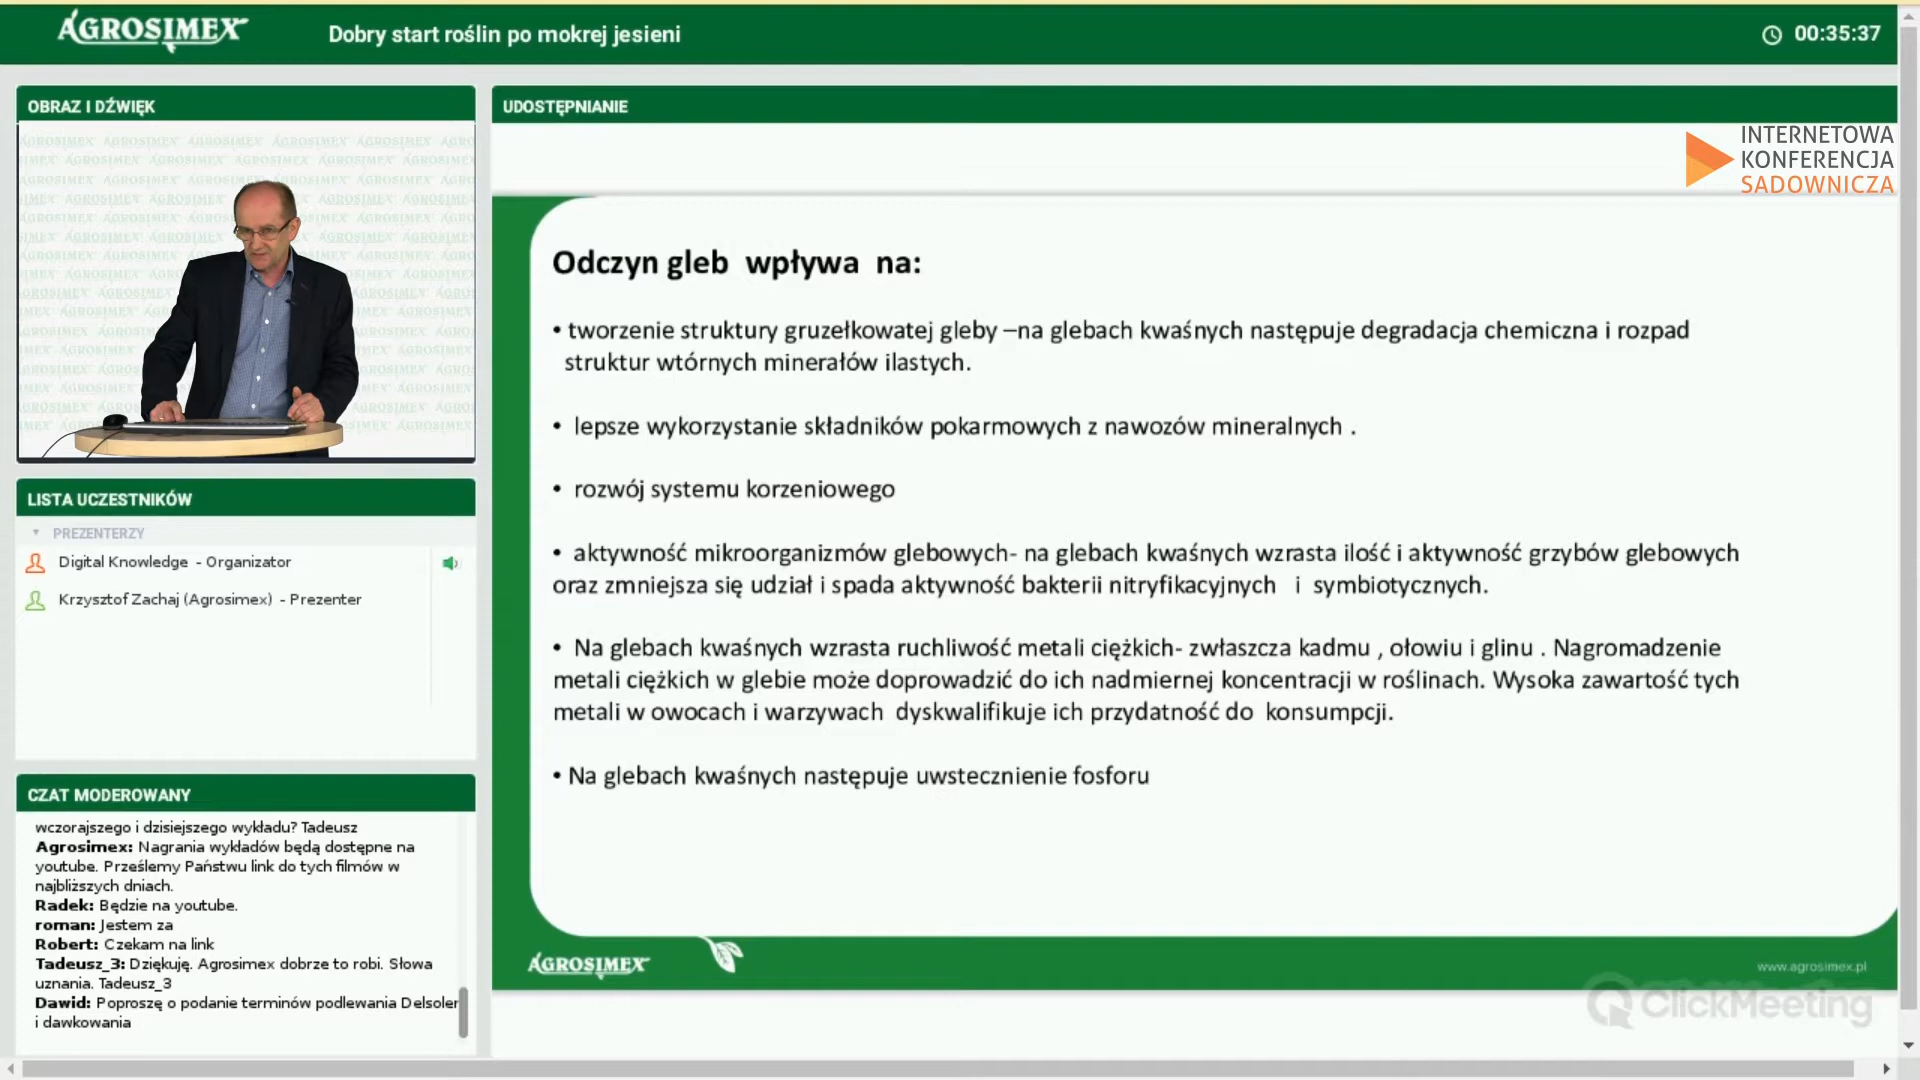 AGROSIMEX
Dobry start roślin po mokrej jesieni
00:35:37
OBRAZ I DŹWIĘK
LISTA UCZESTNIKÓW
PREZENTERZY
Digital Knowledge - Organizator
Krzysztof Zachaj (Agrosimex) - Prezenter
CZAT MODEROWANY
wczorajszego i dzisiejszego wykładu? Tadeusz
Agrosimex: Nagrania wykładów będą dostępne na
youtube. Prześlemy Państwu link do tych filmów w
najbliższych dniach.
Radek: Będzie na youtube.
roman: Jestem za
Robert: Czekam na link
Tadeusz_3: Dziękuję. Agrosimex dobrze to robi. Słowa
uznania. Tadeusz_3
Dawid: Poproszę o podanie terminów podlewania Delsoler
i dawkowania
UDOSTĘPNIANIE
INTERNETOWA
KONFERENCJA
SADOWNICZA
Odczyn gleb wpływa na:
• tworzenie struktury gruzełkowatej gleby –na glebach kwaśnych następuje degradacja chemiczna i rozpad
struktur wtórnych minerałów ilastych.
• lepsze wykorzystanie składników pokarmowych z nawozów mineralnych .
• rozwój systemu korzeniowego
• aktywność mikroorganizmów glebowych- na glebach kwaśnych wzrasta ilość i aktywność grzybów glebowych
oraz zmniejsza się udział i spada aktywność bakterii nitryfikacyjnych i symbiotycznych.
• Na glebach kwaśnych wzrasta ruchliwość metali ciężkich- zwłaszcza kadmu , ołowiu i glinu . Nagromadzenie
metali ciężkich w glebie może doprowadzić do ich nadmiernej koncentracji w roślinach. Wysoka zawartość tych
metali w owocach i warzywach dyskwalifikuje ich przydatność do konsumpcji.
• Na glebach kwaśnych następuje uwstecznienie fosforu
AGROSIMEX
www.agrosimex.pl
ClickMeeting